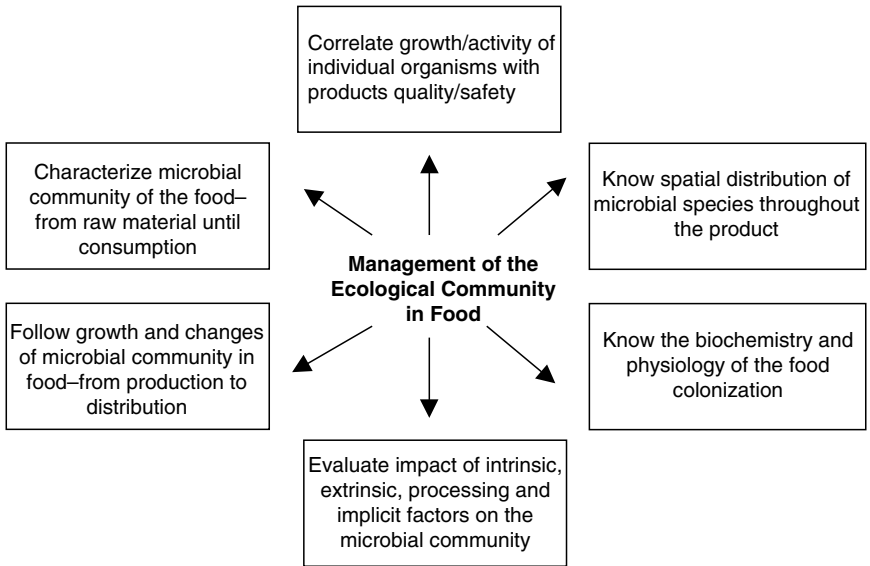 Correlate growth/activity of
individual organisms with
products quality/safety
Characterize microbial
community of the food–
from raw material until
consumption
Know spatial distribution of
microbial species throughout
the product
Management of the
Ecological Community
in Food
Follow growth and changes
of microbial community in
food–from production to
distribution
Know the biochemistry and
physiology of the food
colonization
Evaluate impact of intrinsic,
extrinsic, processing and
implicit factors on the
microbial community